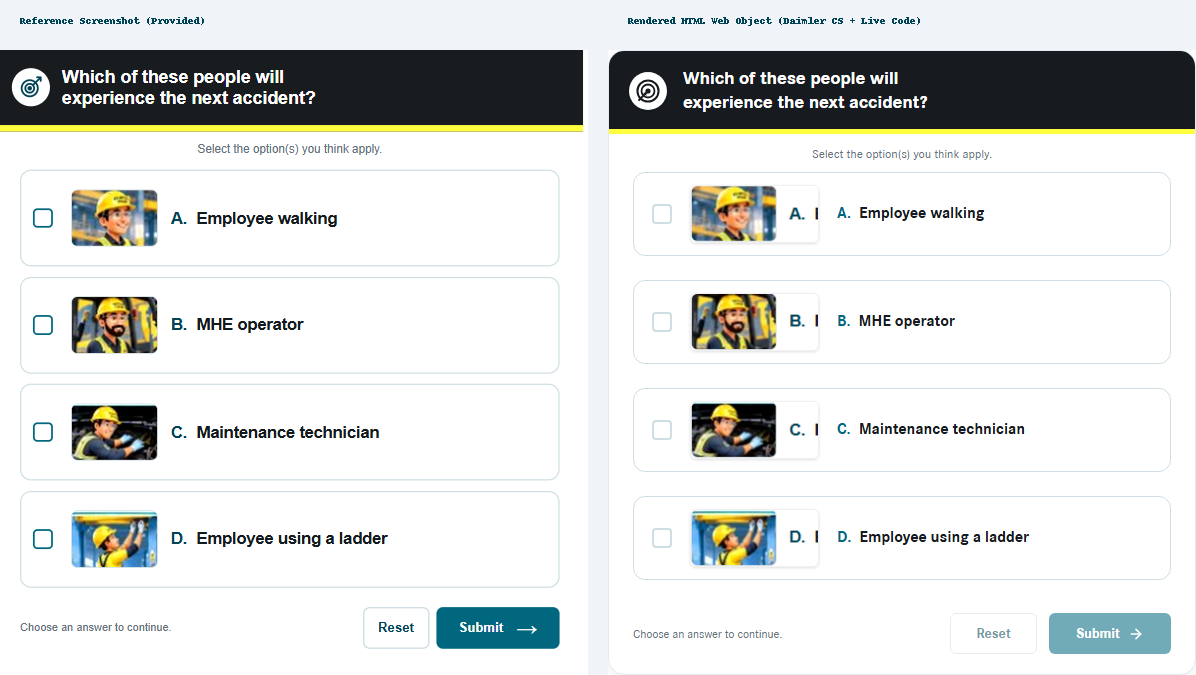 Reference Screenshot (Provided)
Which of these people will
experience the next accident?
Select the option(s) you think apply.
A. Employee walking
B. MHE operator
C. Maintenance technician
D. Employee using a ladder
Choose an answer to continue.
Reset
Submit →
Rendered HTML Web Object (Daimler CS + Live Code)
Which of these people will
experience the next accident?
Select the option(s) you think apply.
A. A. Employee walking
B. B. MHE operator
C. C. Maintenance technician
D. D. Employee using a ladder
Choose an answer to continue.
Reset
Submit →